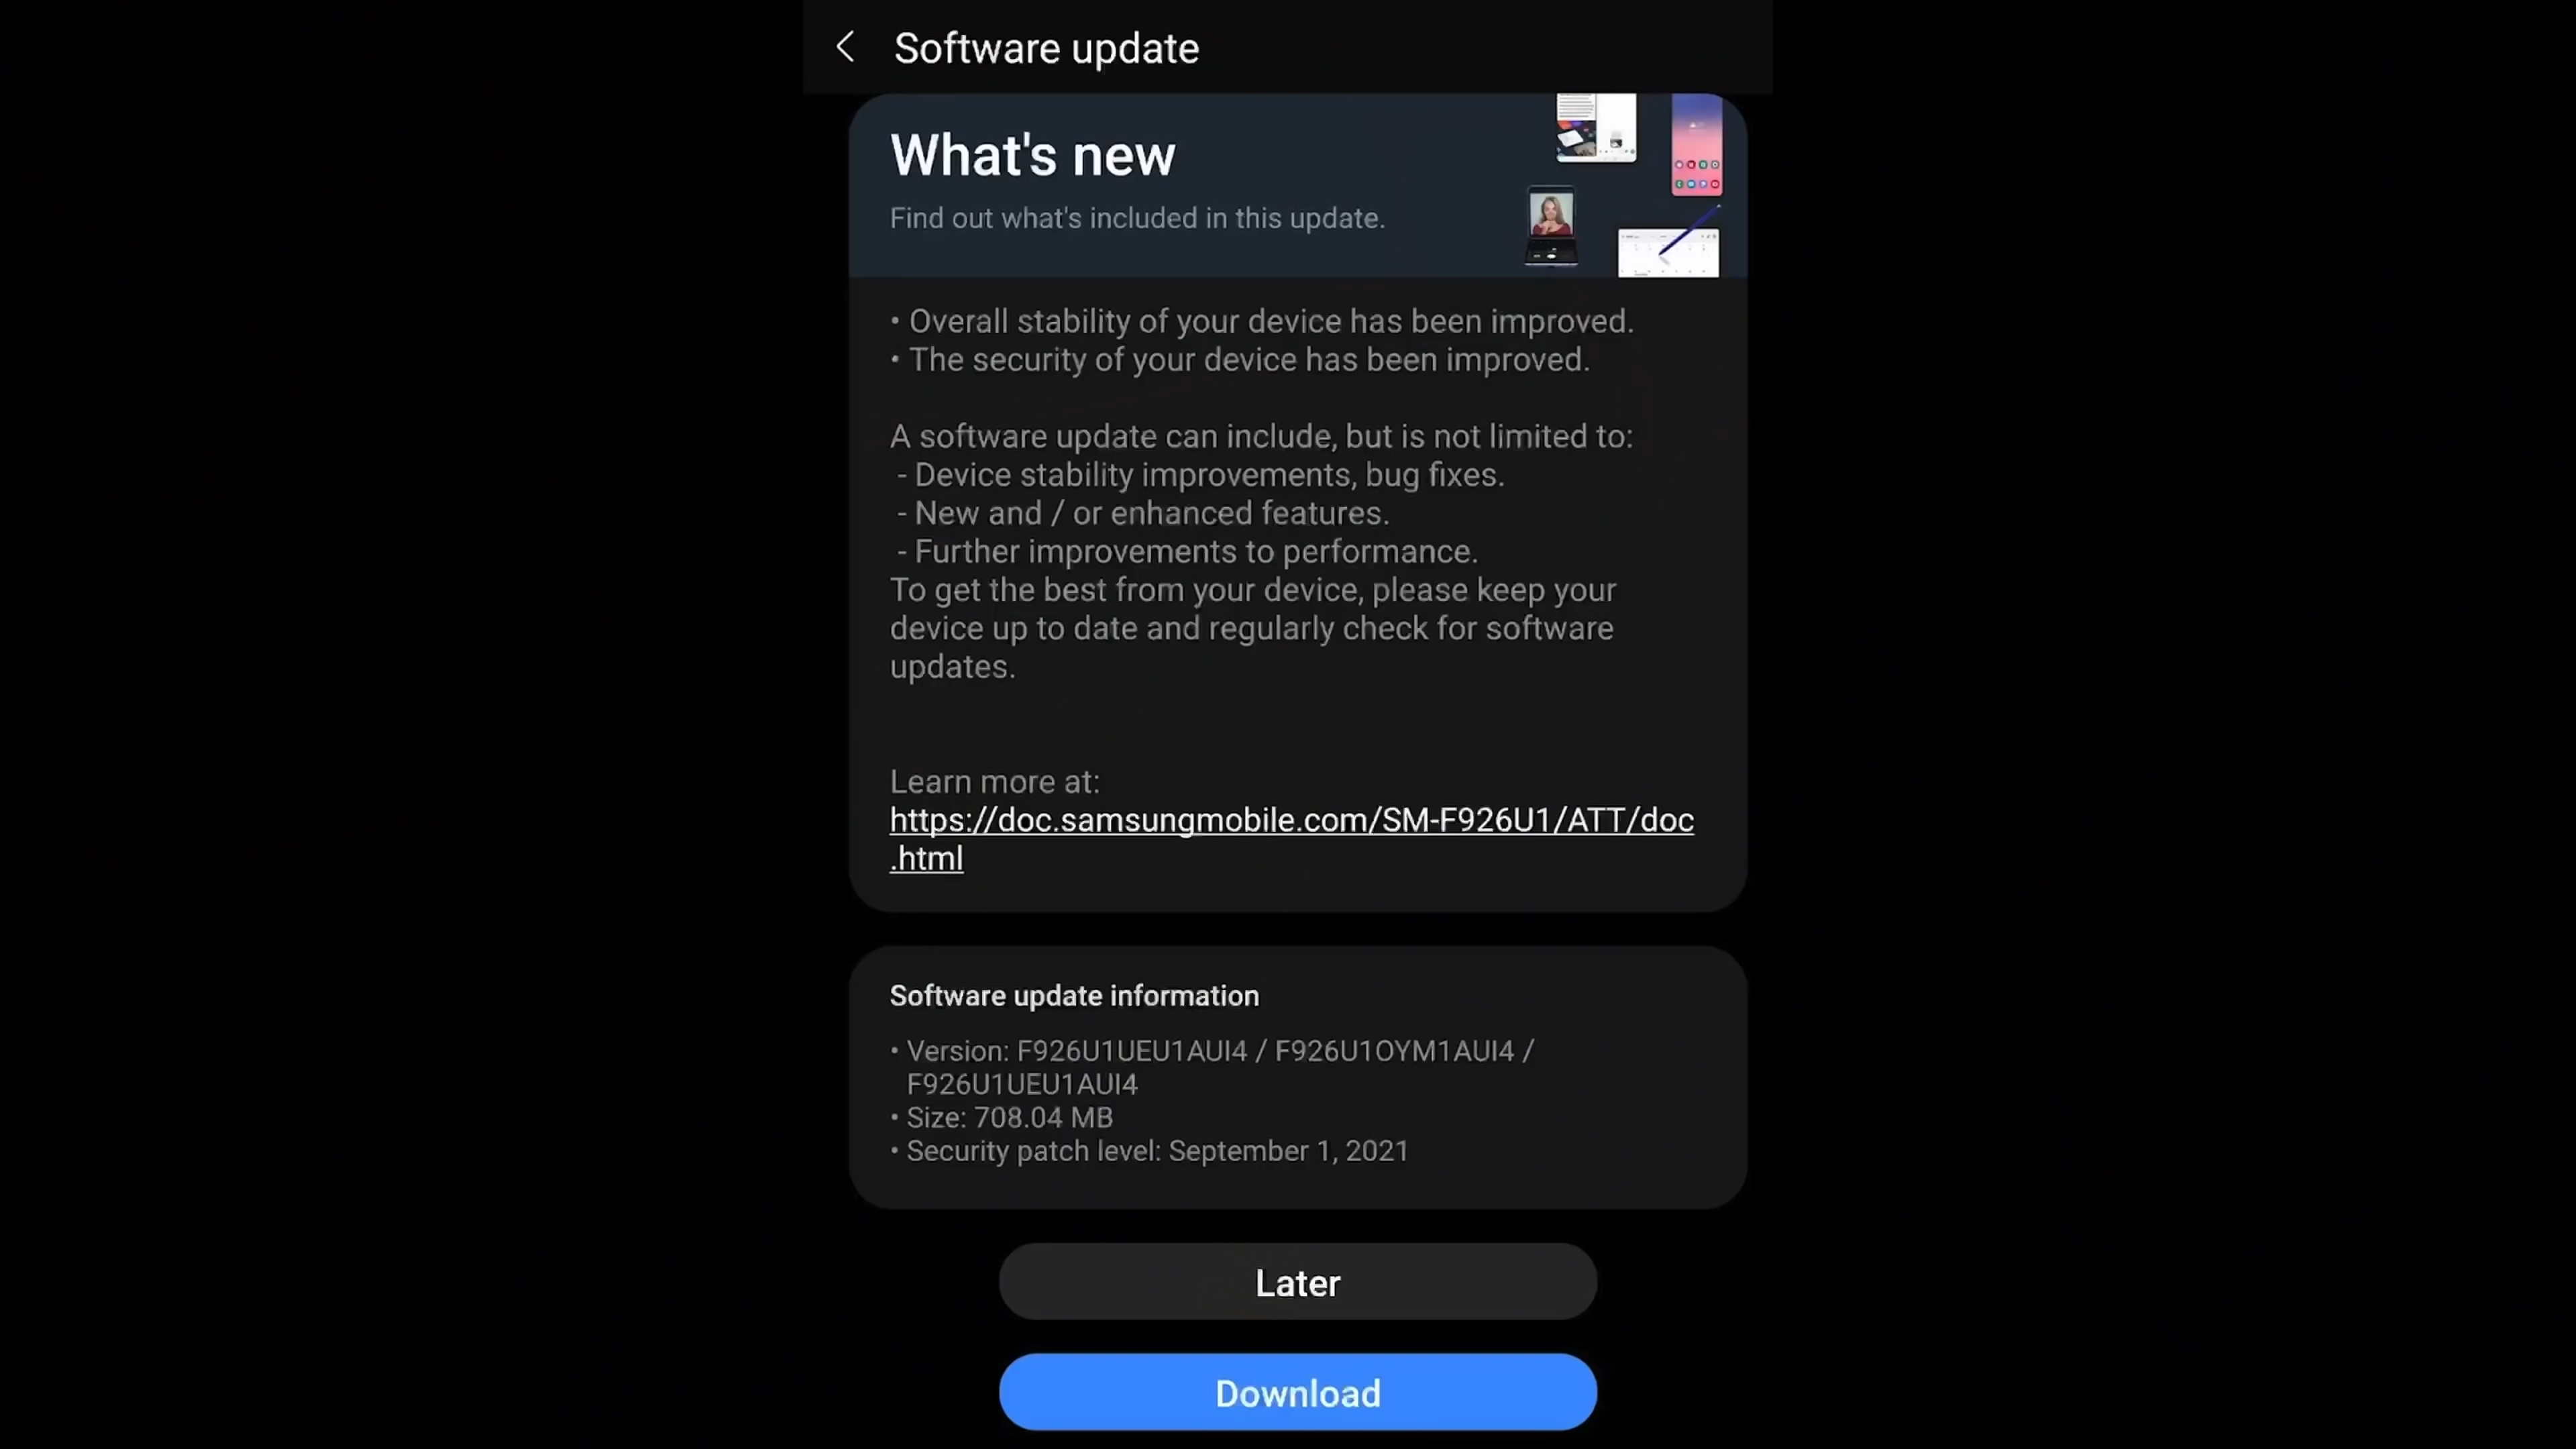 Software update
What's new
Find out what's included in this update.
• Overall stability of your device has been improved.
• The security of your device has been improved.
A software update can include, but is not limited to:
- Device stability improvements, bug fixes.
- New and / or enhanced features.
- Further improvements to performance.
To get the best from your device, please keep your
device up to date and regularly check for software
updates.
Learn more at:
https://doc.samsungmobile.com/SM-F926U1/ATT/doc
.html
Software update information
• Version: F926U1UEU1AUI4 / F926U1OYM1AUI4 /
F926U1UEU1AUI4
• Size: 708.04 MB
• Security patch level: September 1, 2021
Later
Download